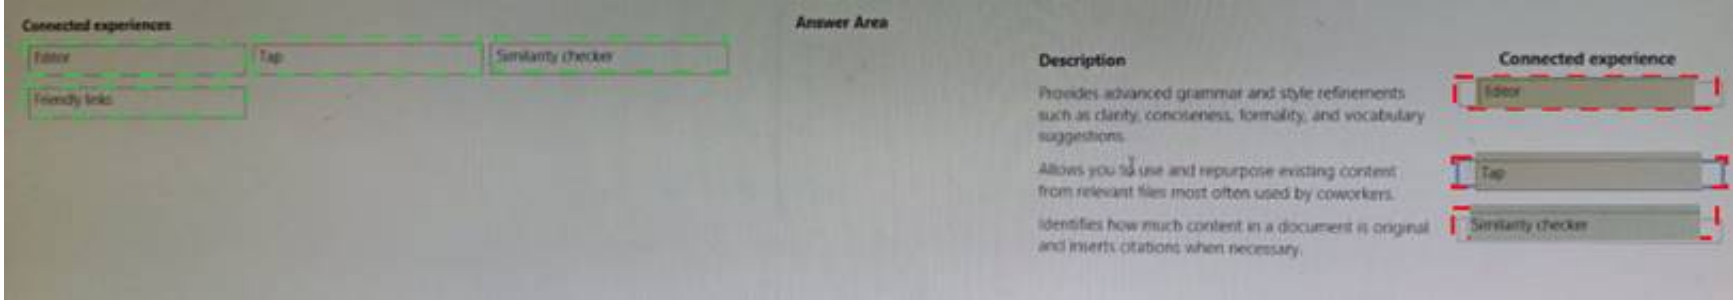 Connected experiences
Editor
Tap
Similarity checker
Friendly links
Answer Area
Description
Connected experience
Provides advanced grammar and style refinements
such as clarity, conciseness, formality, and vocabulary
suggestions.
Editor
Allows you to use and repurpose existing content
from relevant files most often used by coworkers.
Tap
Identifies how much content in a document is original
and inserts citations when necessary.
Similarity checker